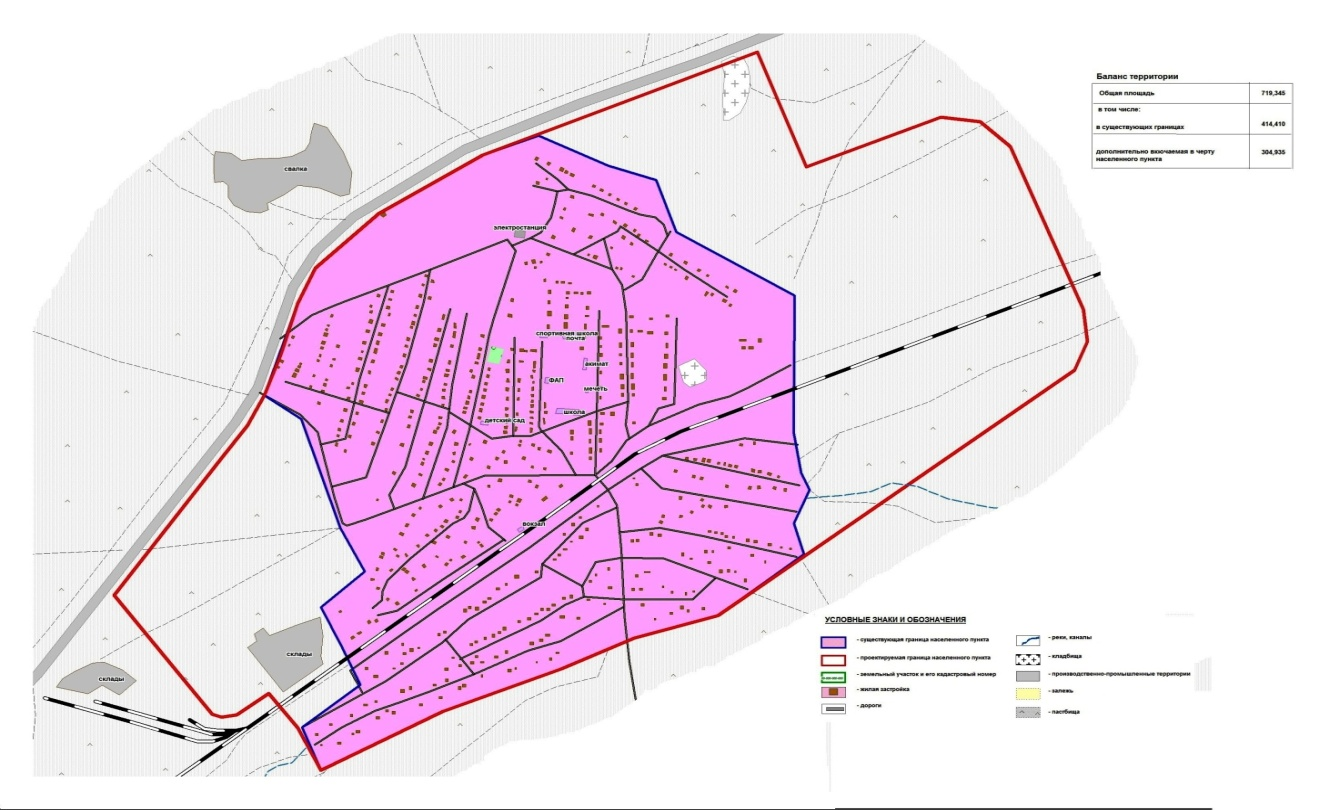 Баланс территории
Общая площадь 719,345
в том числе:
в существующих границах 414,410
дополнительно вкючаемая в черту
населенного пункта 304,935
свалка
электростанция
спортивная школа
почта
акимат
ФАП
мечеть
школа
детский сад
вокзал
склады
склады
УСЛОВНЫЕ ЗНАКИ И ОБОЗНАЧЕНИЯ
- существующая граница населенного пункта
- проектируемая граница населенного пункта
- земельный участок и его кадастровый номер
- жилая застройка
- дороги
- реки, каналы
- кладбища
- производственно-промышленные территории
- залежь
- пастбища